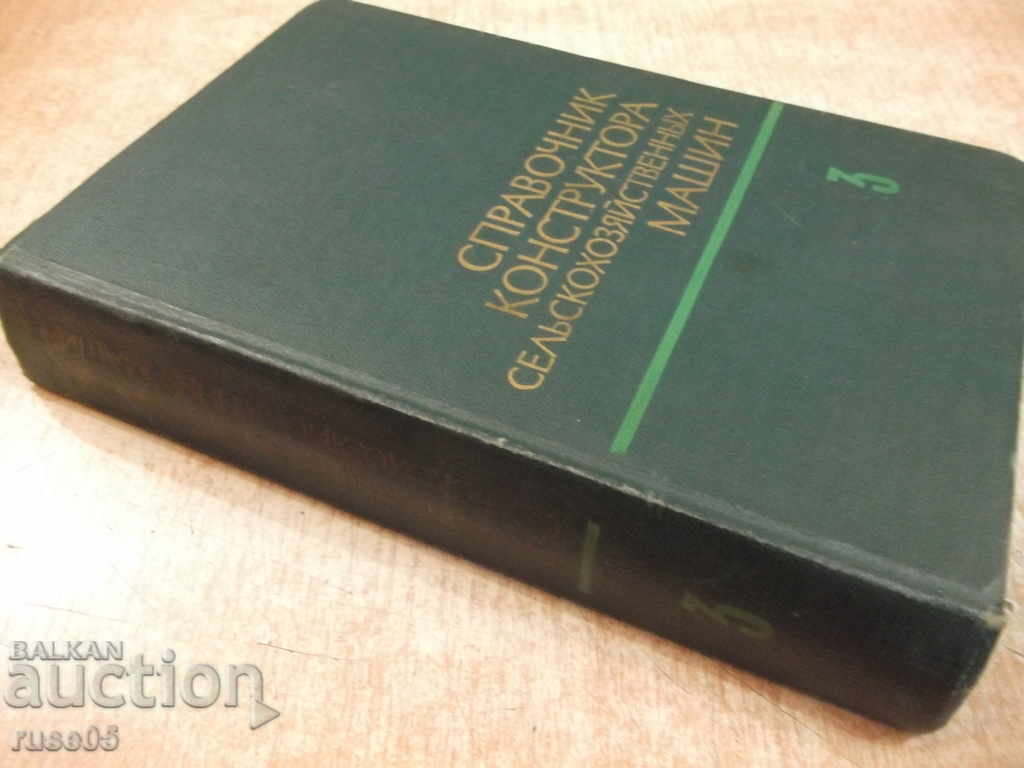 СПРАВОЧНИК
КОНСТРУКТОРА
СЕЛЬСКОХОЗЯЙСТВЕННЫХ
МАШИН
3
3
BALKAN
auction
ruse05